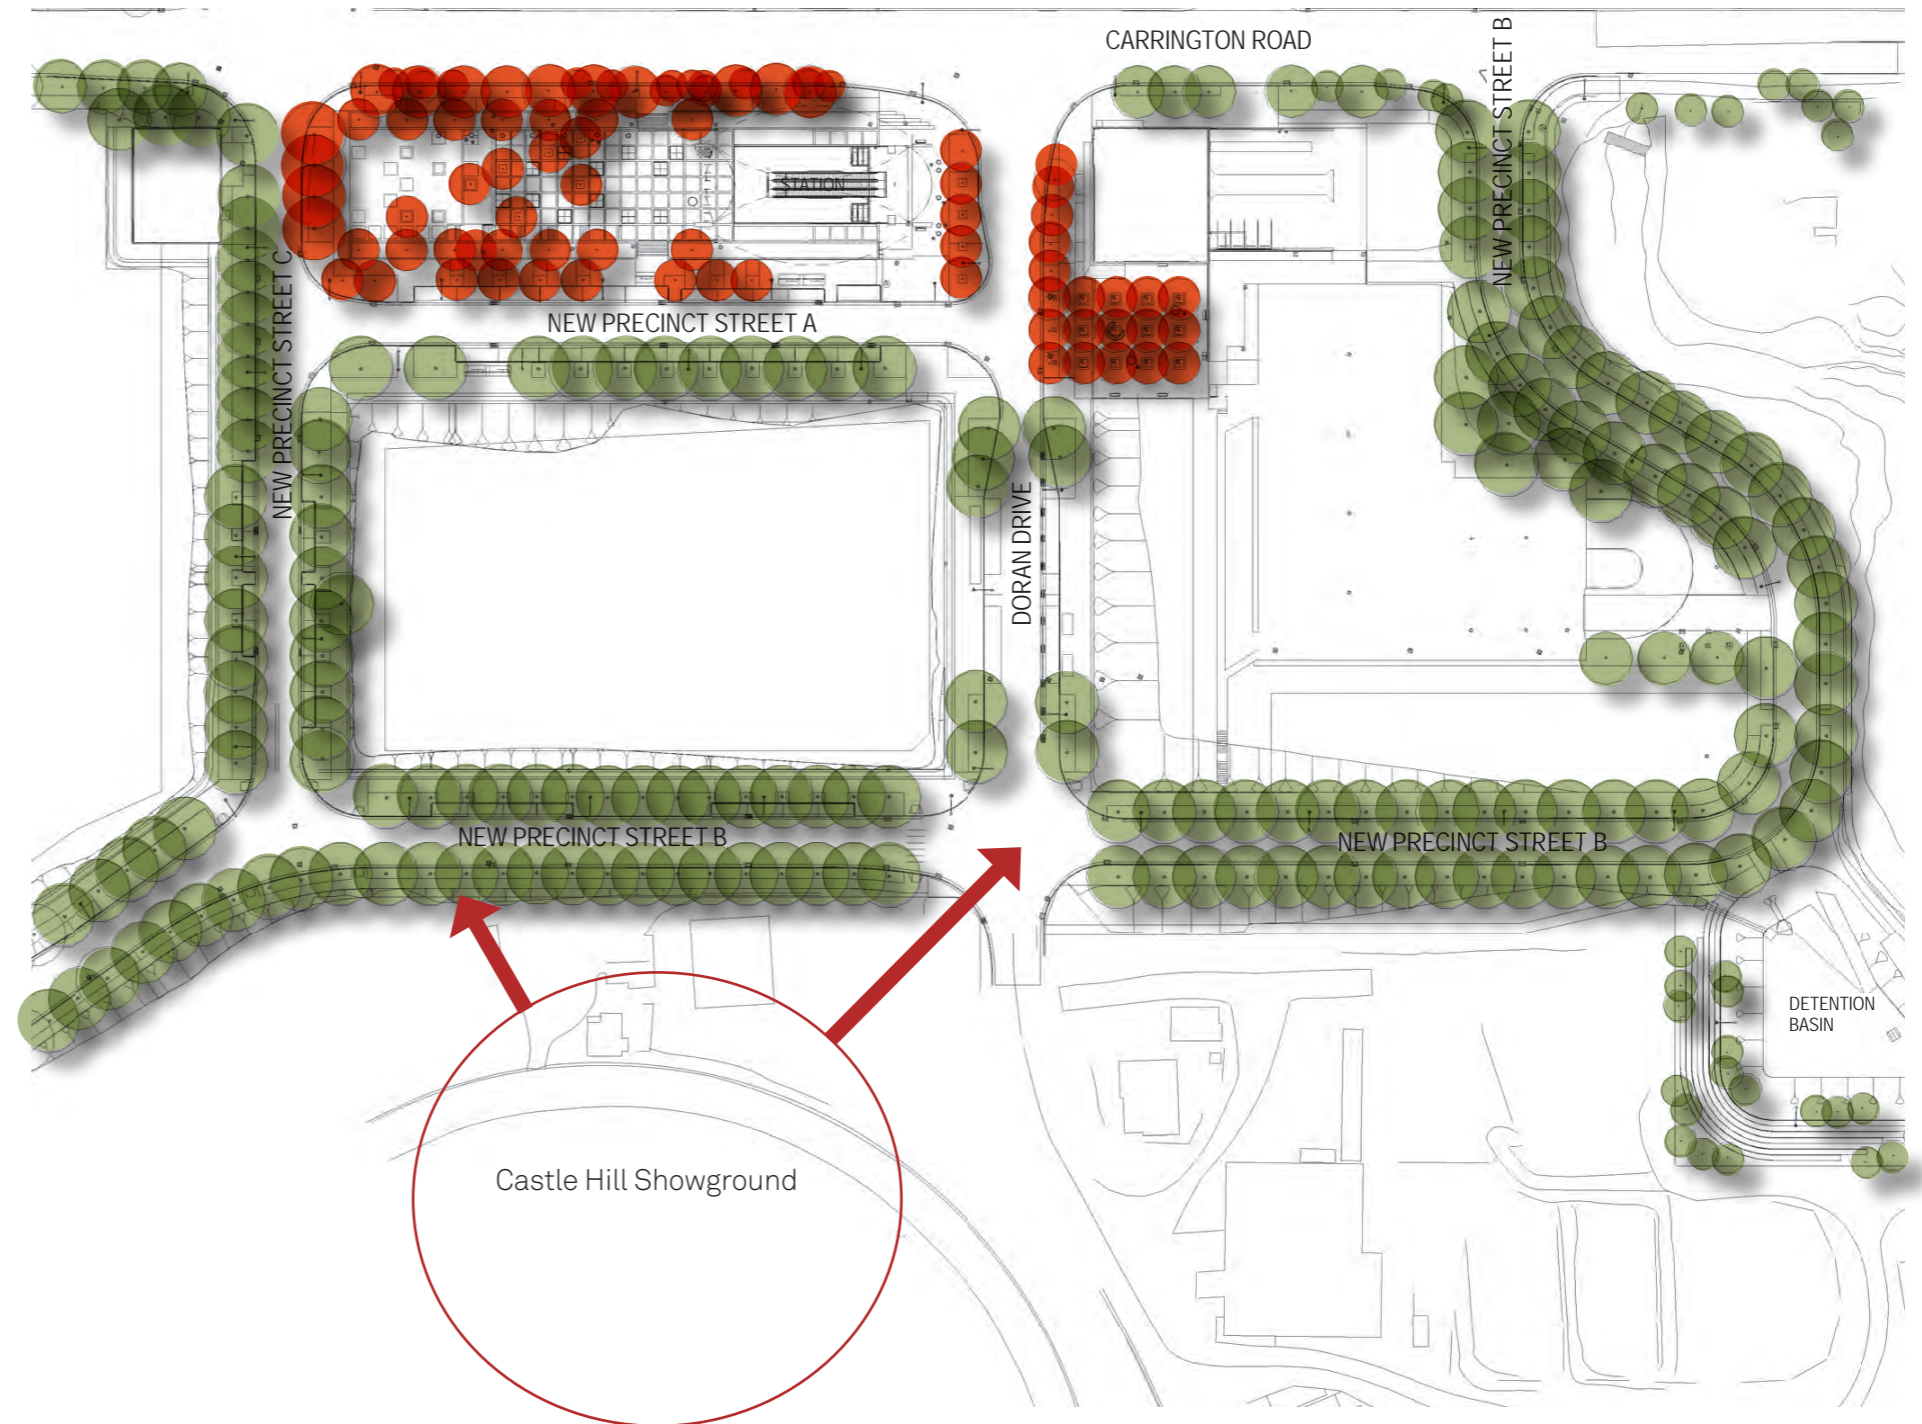 CARRINGTON ROAD
NEW PRECINCT STREET B
STATION
NEW PRECINCT STREET C
NEW PRECINCT STREET A
DORAN DRIVE
NEW PRECINCT STREET B
NEW PRECINCT STREET B
DETENTION
BASIN
Castle Hill Showground